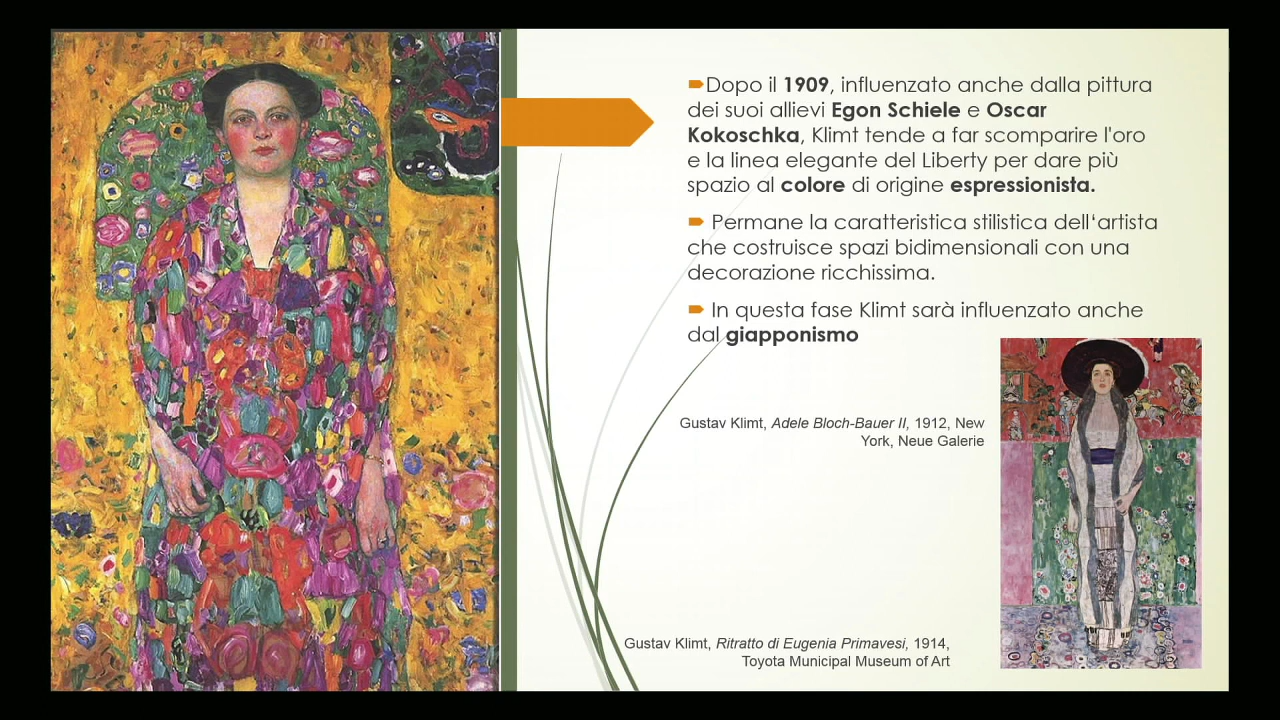 Dopo il 1909, influenzato anche dalla pittura
dei suoi allievi Egon Schiele e Oscar
Kokoschka, Klimt tende a far scomparire l'oro
e la linea elegante del Liberty per dare più
spazio al colore di origine espressionista.
Permane la caratteristica stilistica dell‘artista
che costruisce spazi bidimensionali con una
decorazione ricchissima.
In questa fase Klimt sarà influenzato anche
dal giapponismo
Gustav Klimt, Adele Bloch-Bauer II, 1912, New
York, Neue Galerie
Gustav Klimt, Ritratto di Eugenia Primavesi, 1914,
Toyota Municipal Museum of Art